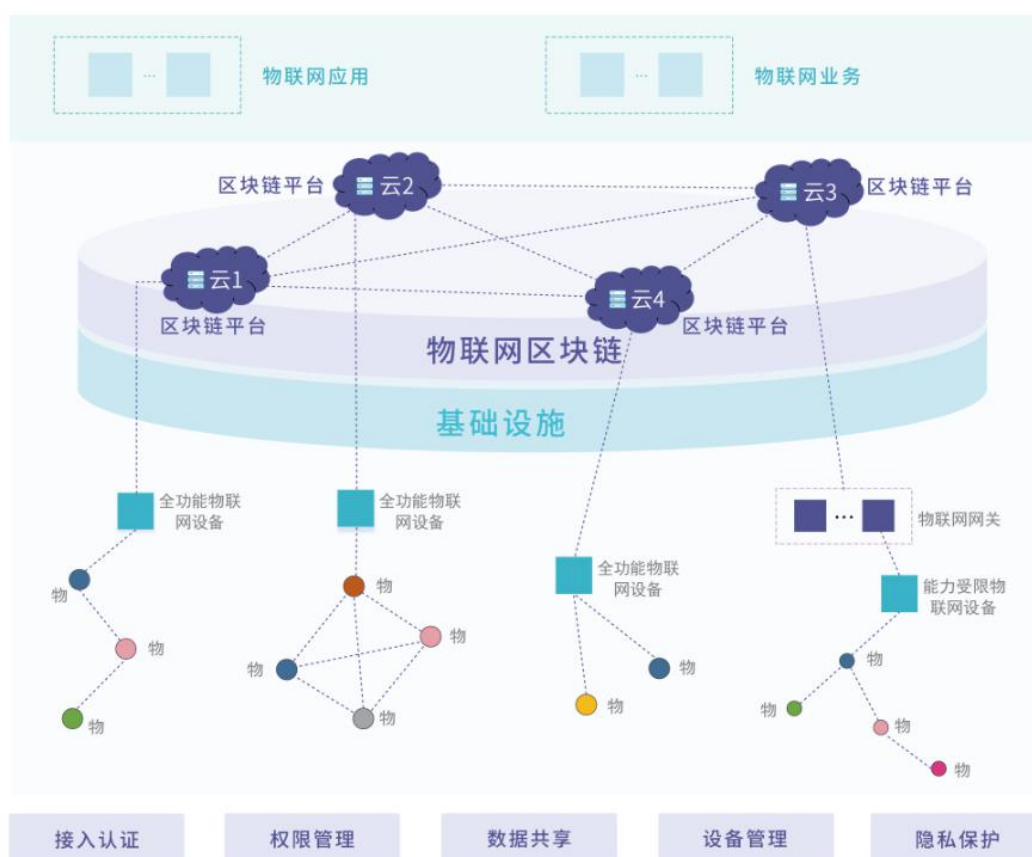 ... 物联网应用
... 物联网业务
区块链平台 云2
云3 区块链平台
云1
区块链平台
云4
区块链平台
物联网区块链
基础设施
全功能物联
网设备
全功能物联
网设备
...
物联网网关
全功能物联
网设备
能力受限物
联网设备
物
物
物
物
物
物
物
物
物
物
物
物
物
接入认证
权限管理
数据共享
设备管理
隐私保护